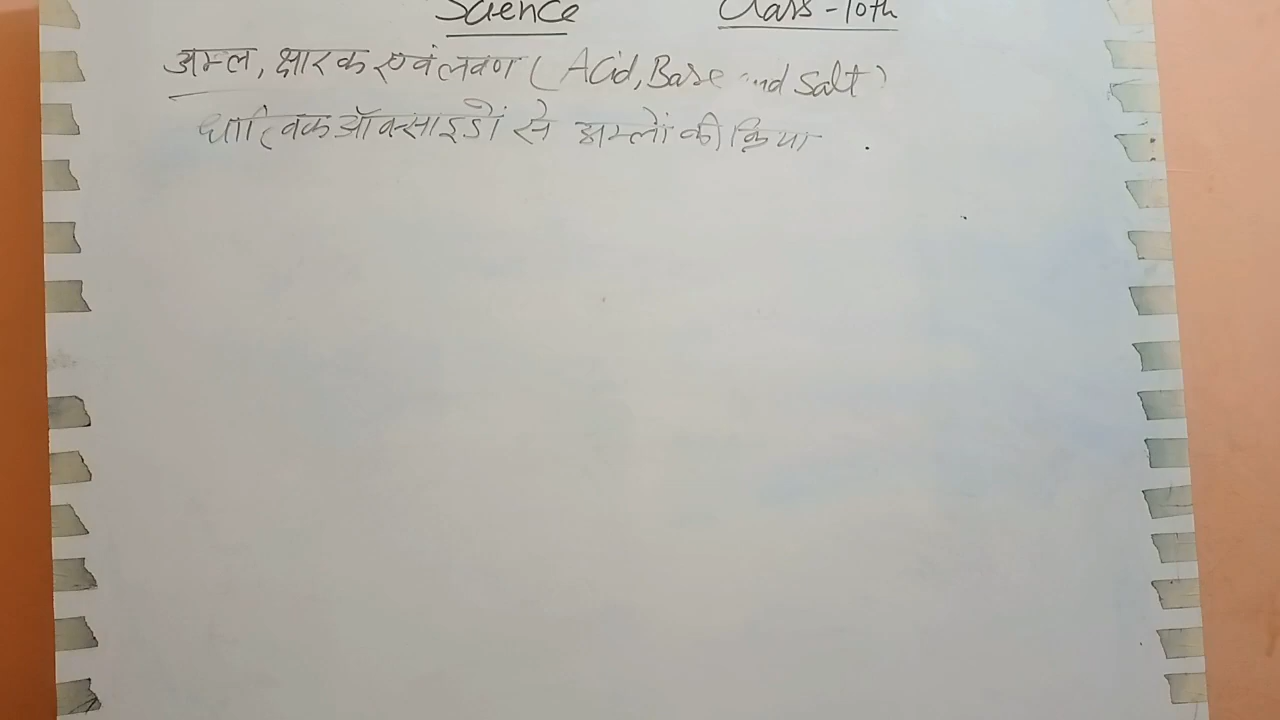 Science Class-10th
अम्ल, क्षारक एवं लवण (Acid, Base and Salt)
धात्विक ऑक्साइडों से अम्लों की क्रिया